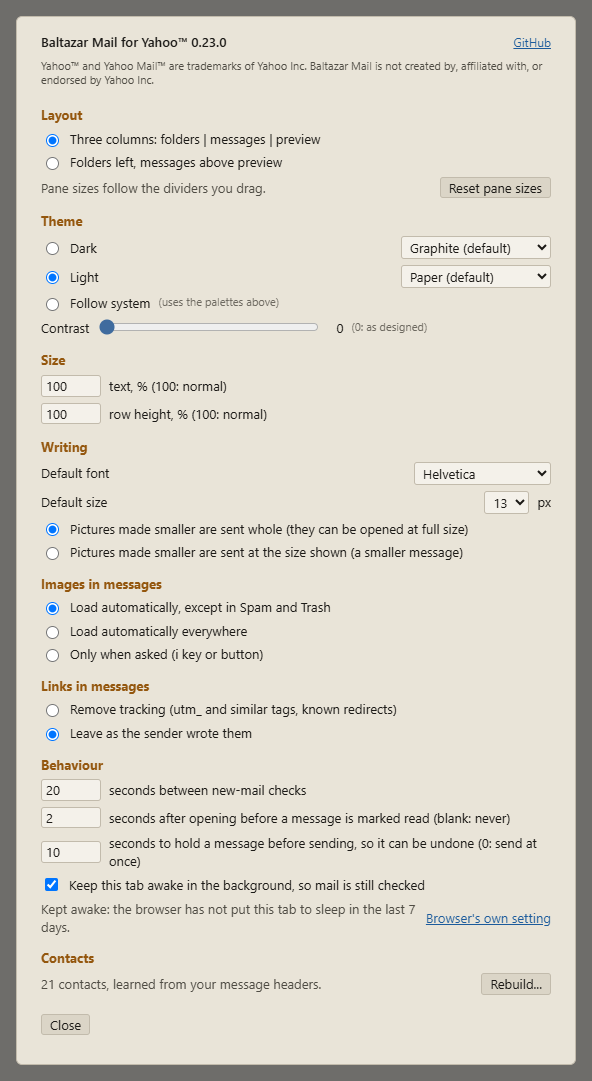 Baltazar Mail for Yahoo™ 0.23.0
GitHub
Yahoo™ and Yahoo Mail™ are trademarks of Yahoo Inc. Baltazar Mail is not created by, affiliated with, or
endorsed by Yahoo Inc.
Layout
Three columns: folders | messages | preview
Folders left, messages above preview
Pane sizes follow the dividers you drag.
Reset pane sizes
Theme
Dark
Graphite (default)
Light
Paper (default)
Follow system (uses the palettes above)
Contrast 0 (0: as designed)
Size
100 text, % (100: normal)
100 row height, % (100: normal)
Writing
Default font
Helvetica
Default size
13 px
Pictures made smaller are sent whole (they can be opened at full size)
Pictures made smaller are sent at the size shown (a smaller message)
Images in messages
Load automatically, except in Spam and Trash
Load automatically everywhere
Only when asked (i key or button)
Links in messages
Remove tracking (utm_ and similar tags, known redirects)
Leave as the sender wrote them
Behaviour
20 seconds between new-mail checks
2 seconds after opening before a message is marked read (blank: never)
10 seconds to hold a message before sending, so it can be undone (0: send at
once)
Keep this tab awake in the background, so mail is still checked
Kept awake: the browser has not put this tab to sleep in the last 7
days.
Browser's own setting
Contacts
21 contacts, learned from your message headers.
Rebuild...
Close